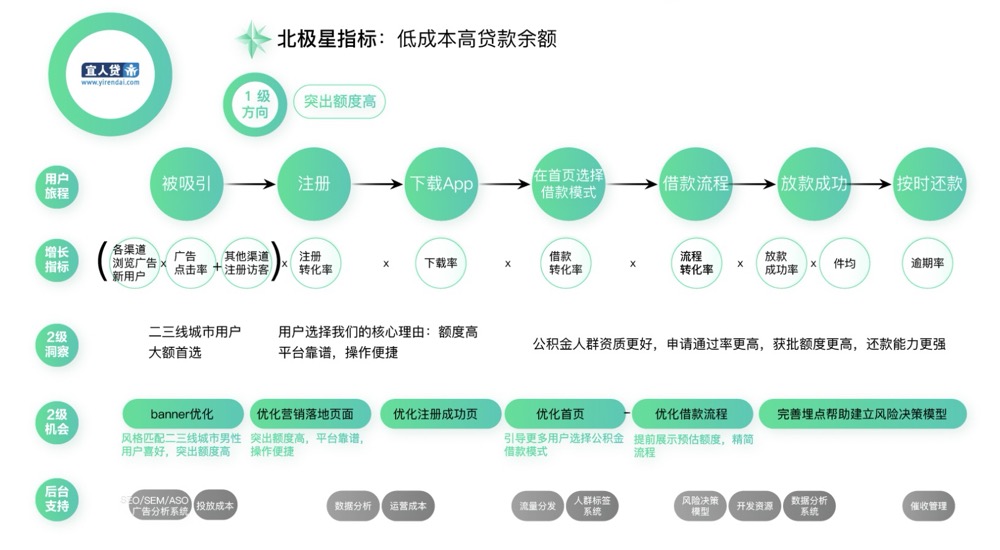 北极星指标：低成本高贷款余额
宜人贷
www.yirendai.com
1 级
方向
突出额度高
用户
旅程
被吸引
注册
下载App
在首页选择
借款模式
借款流程
放款成功
按时还款
增长
指标
(
各渠道
浏览广告
新用户
x
广告
点击率
+
其他渠道
注册访客
)
x
注册
转化率
x
下载率
x
借款
转化率
x
流程
转化率
x
放款
成功率
x
件均
逾期率
2级
洞察
二三线城市用户
大额首选
用户选择我们的核心理由：额度高
平台靠谱，操作便捷
公积金人群资质更好，申请通过率更高，获批额度更高，还款能力更强
2级
机会
banner优化
优化营销落地页面
优化注册成功页
优化首页
优化借款流程
完善埋点帮助建立风险决策模型
风格匹配二三线城市男性
用户喜好，突出额度高
突出额度高，平台靠谱，
操作便捷
引导更多用户选择公积金
借款模式
提前展示预估额度，精简
流程
后台
支持
SEO/SEM/ASO
广告分析系统
投放成本
数据分析
运营成本
流量分发
人群标签
系统
风险决策
模型
开发资源
数据分析
系统
催收管理